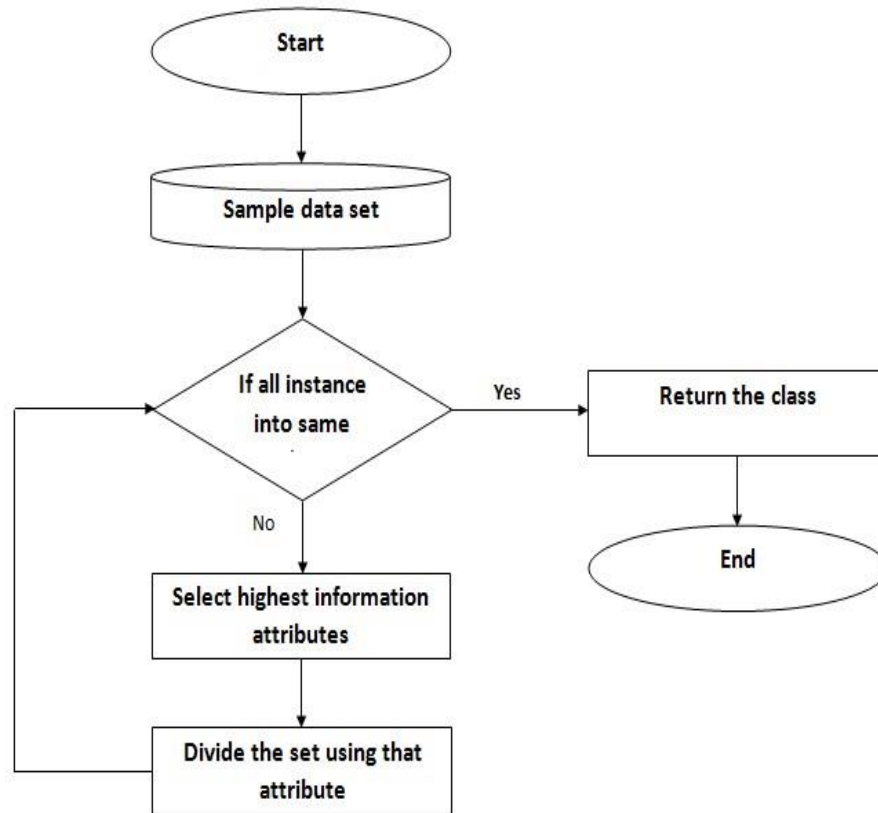 Start
Sample data set
If all instance
into same
.
Yes
Return the class
No
End
Select highest information
attributes
Divide the set using that
attribute